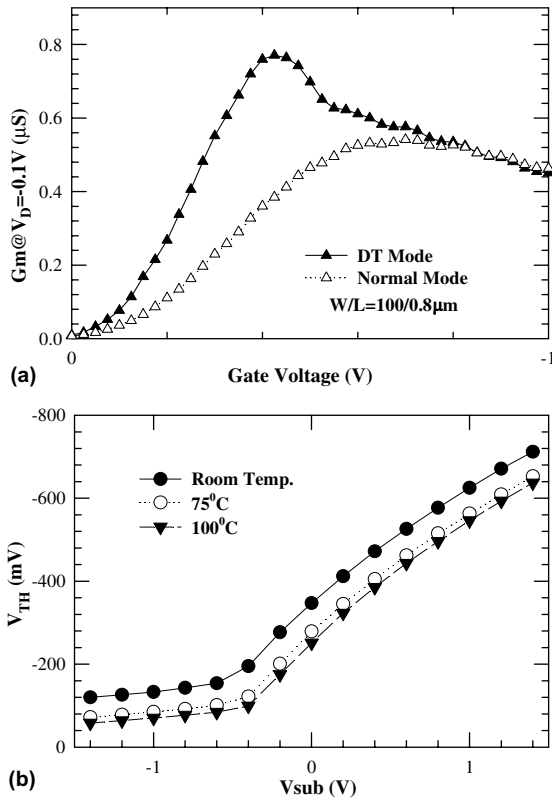 0.8
0.6
0.4
0.2
0.0
Gm@V_D=-0.1V (μS)
DT Mode
Normal Mode
W/L=100/0.8μm
0
-1
Gate Voltage (V)
(a)
-800
-600
-400
-200
0
V_TH (mV)
Room Temp.
75⁰C
100⁰C
-1
0
1
Vsub (V)
(b)